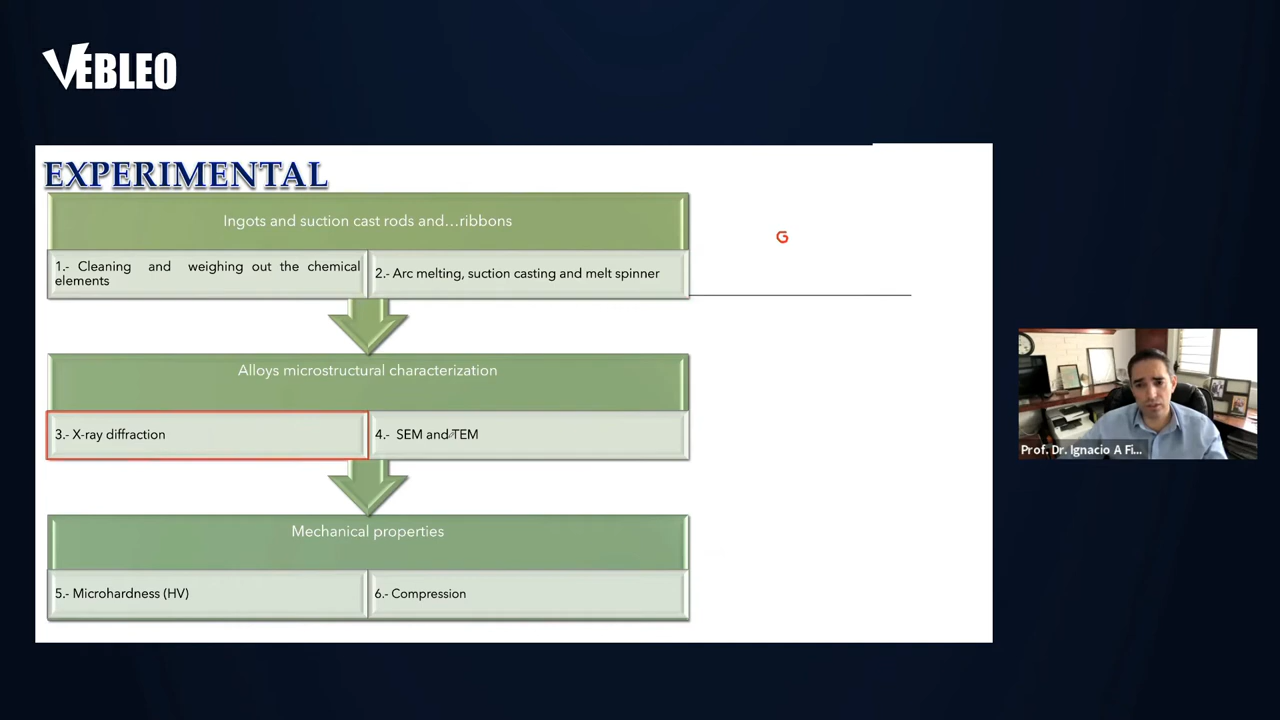 VEBLEO
EXPERIMENTAL
Ingots and suction cast rods and...ribbons
1.- Cleaning and weighing out the chemical
elements
2.- Arc melting, suction casting and melt spinner
G
Alloys microstructural characterization
3.- X-ray diffraction
4.- SEM and TEM
Prof. Dr. Ignacio A Fi...
Mechanical properties
5.- Microhardness (HV)
6.- Compression